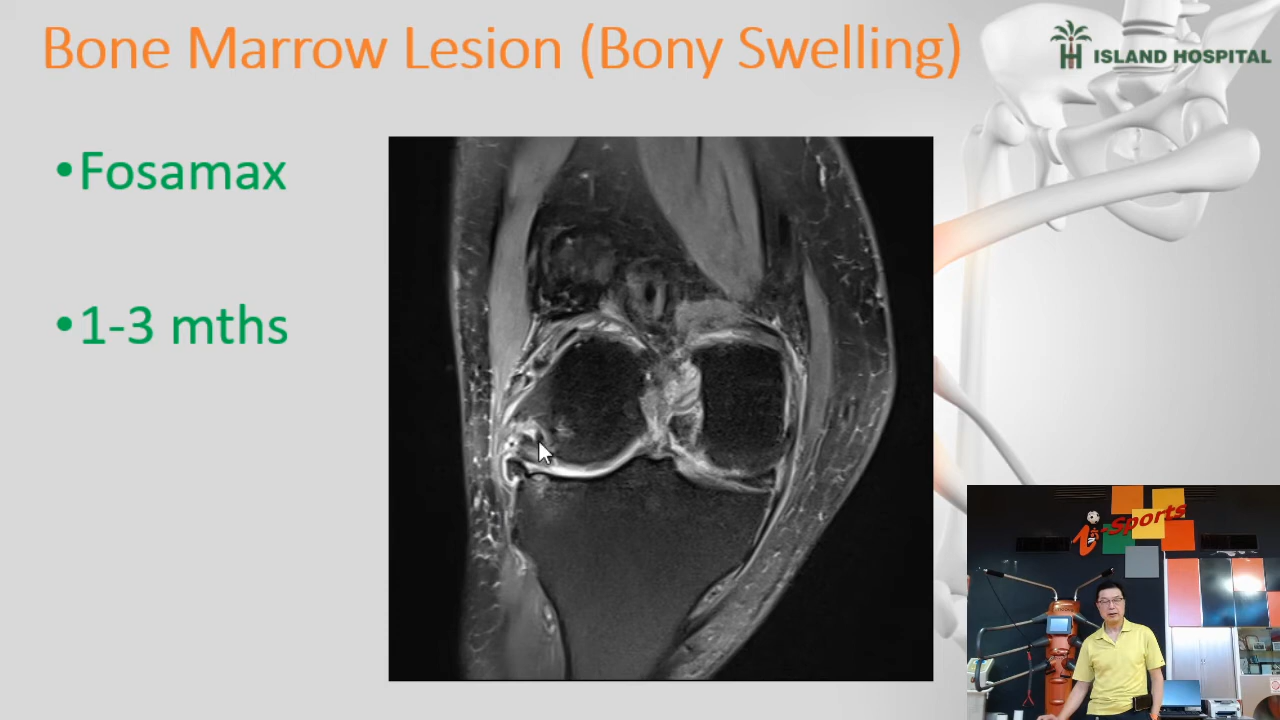 Bone Marrow Lesion (Bony Swelling)
ISLAND HOSPITAL
•Fosamax
•1-3 mths
i-Sports